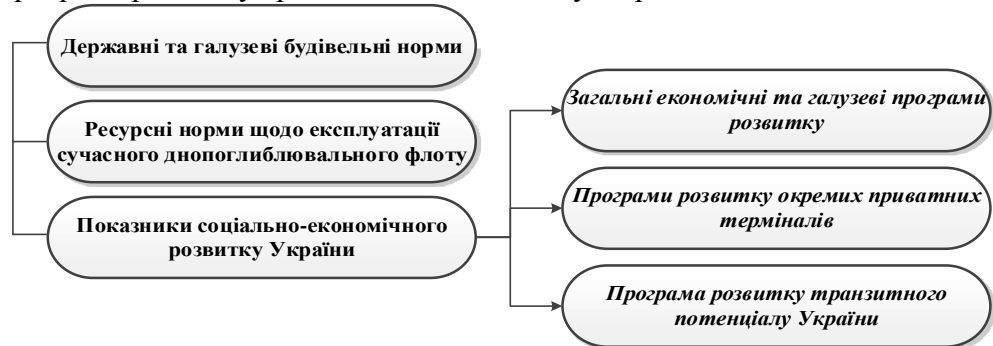 Державні та галузеві будівельні норми
Ресурсні норми щодо експлуатації
сучасного днопоглиблювального флоту
Показники соціально-економічного
розвитку України
Загальні економічні та галузеві програми
розвитку
Програми розвитку окремих приватних
терміналів
Програма розвитку транзитного
потенціалу України